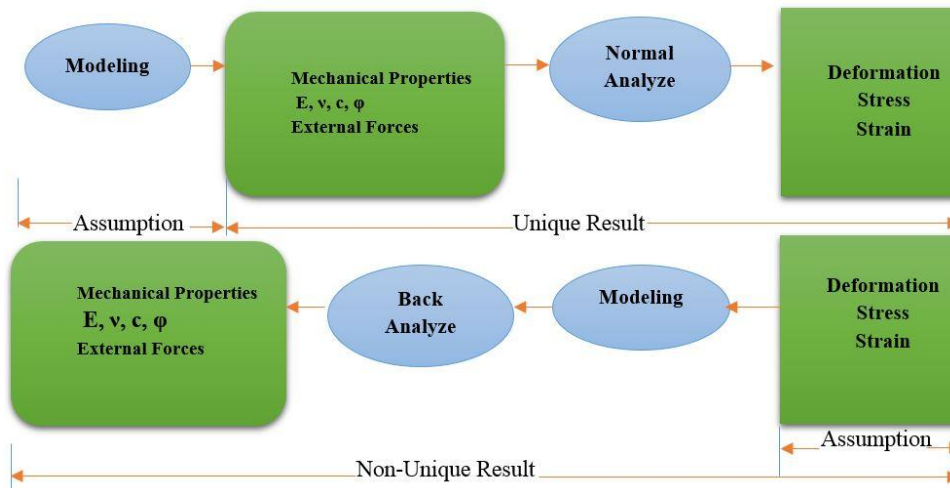 Modeling
Mechanical Properties
E, ν, c, φ
External Forces
Normal
Analyze
Deformation
Stress
Strain
Assumption
Unique Result
Mechanical Properties
E, ν, c, φ
External Forces
Back
Analyze
Modeling
Deformation
Stress
Strain
Assumption
Non-Unique Result